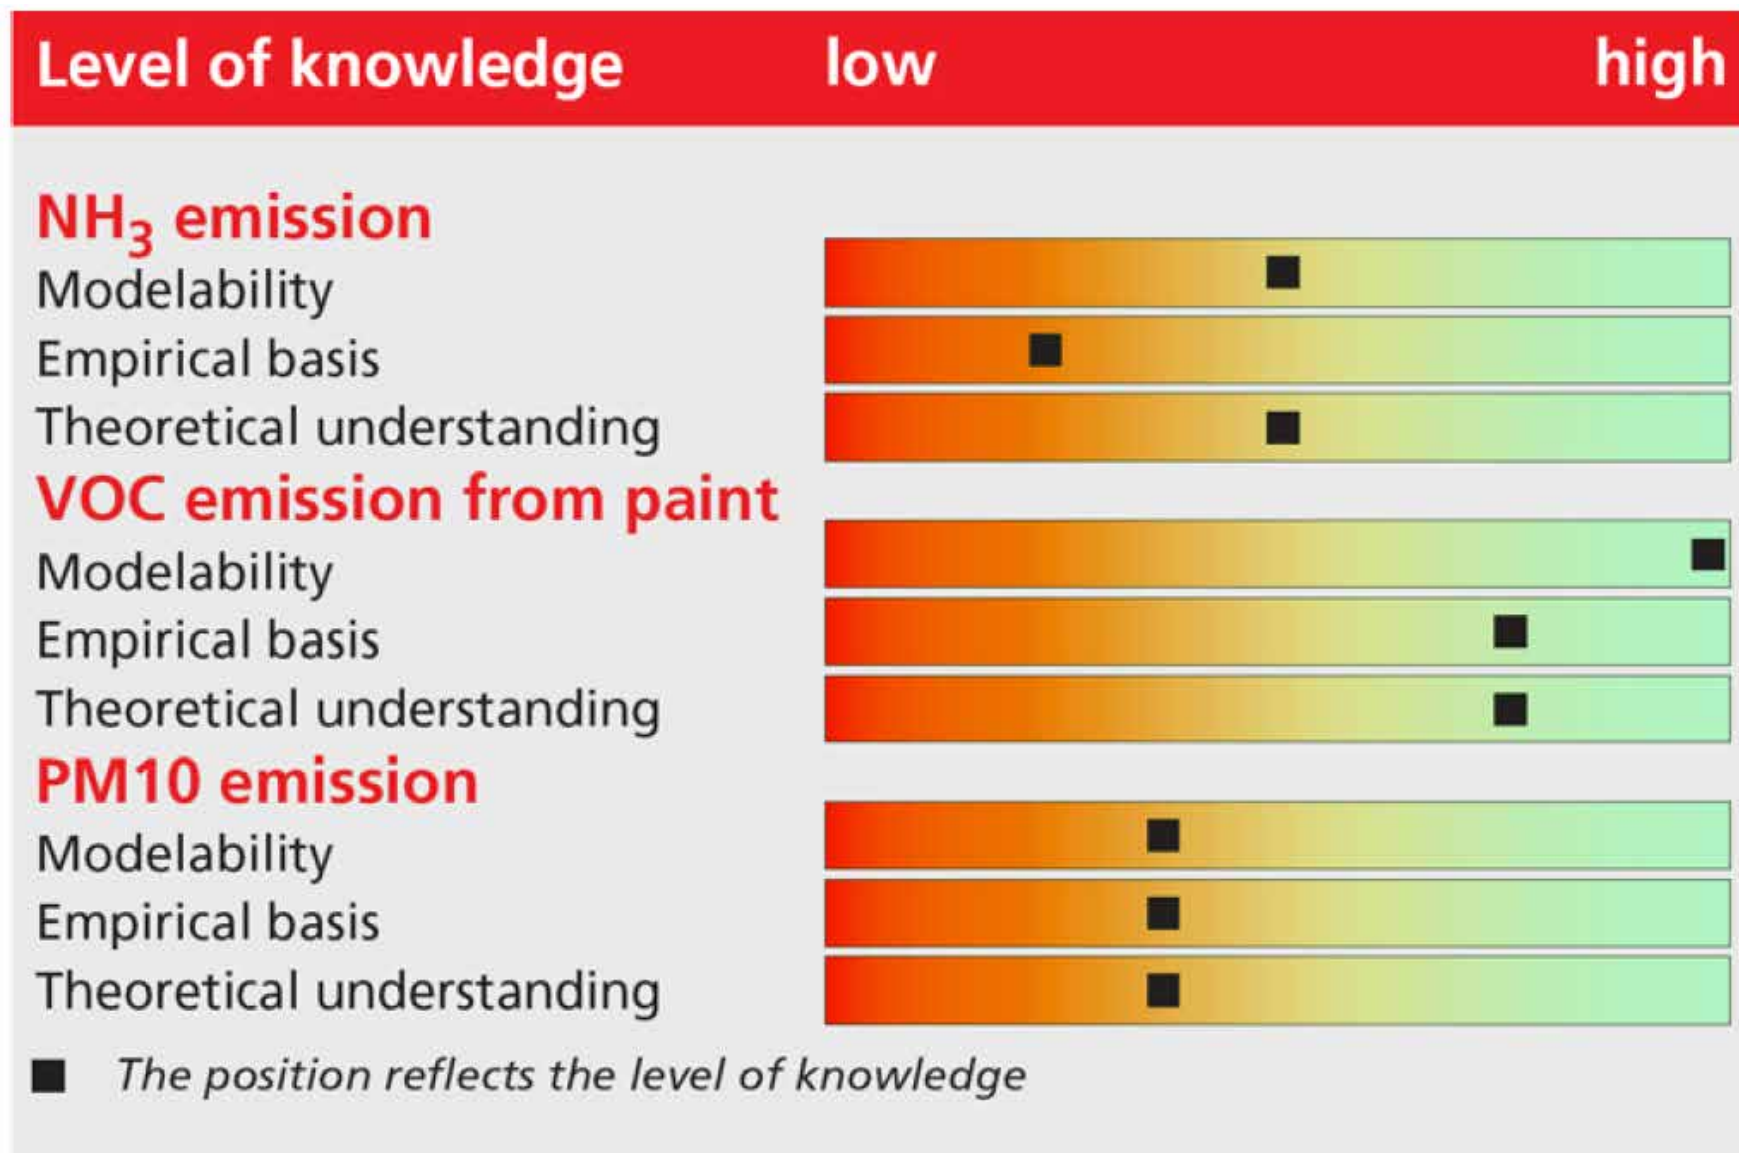 Level of knowledge low high
NH₃ emission
Modelability
Empirical basis
Theoretical understanding
VOC emission from paint
Modelability
Empirical basis
Theoretical understanding
PM10 emission
Modelability
Empirical basis
Theoretical understanding
The position reflects the level of knowledge